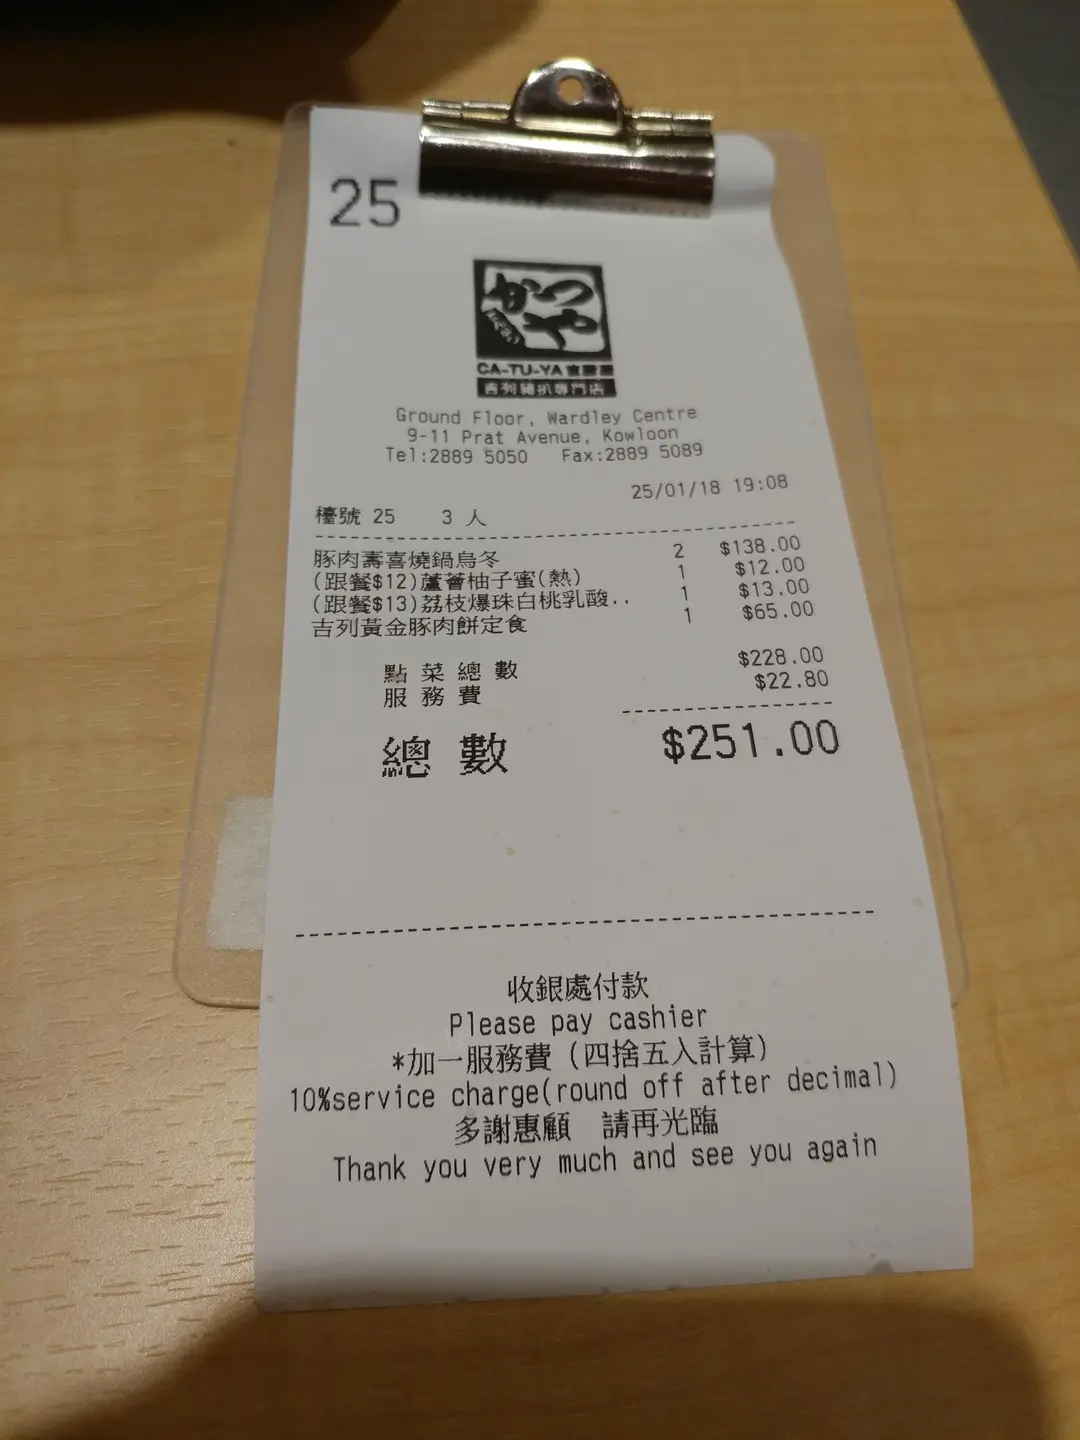 25
かつや
CA-TU-YA 吉豚屋
吉列豬扒專門店
Ground Floor, Wardley Centre
9-11 Prat Avenue, Kowloon
Tel:2889 5050 Fax:2889 5089
25/01/18 19:08
檯號 25 3 人
豚肉壽喜燒鍋烏冬 2 $138.00
(跟餐$12)蘆薈柚子蜜(熱) 1 $12.00
(跟餐$13)荔枝爆珠白桃乳酸.. 1 $13.00
吉列黃金豚肉餅定食 1 $65.00
點菜總數 $228.00
服務費 $22.80
總數 $251.00
收銀處付款
Please pay cashier
*加一服務費(四捨五入計算)
10%service charge(round off after decimal)
多謝惠顧 請再光臨
Thank you very much and see you again